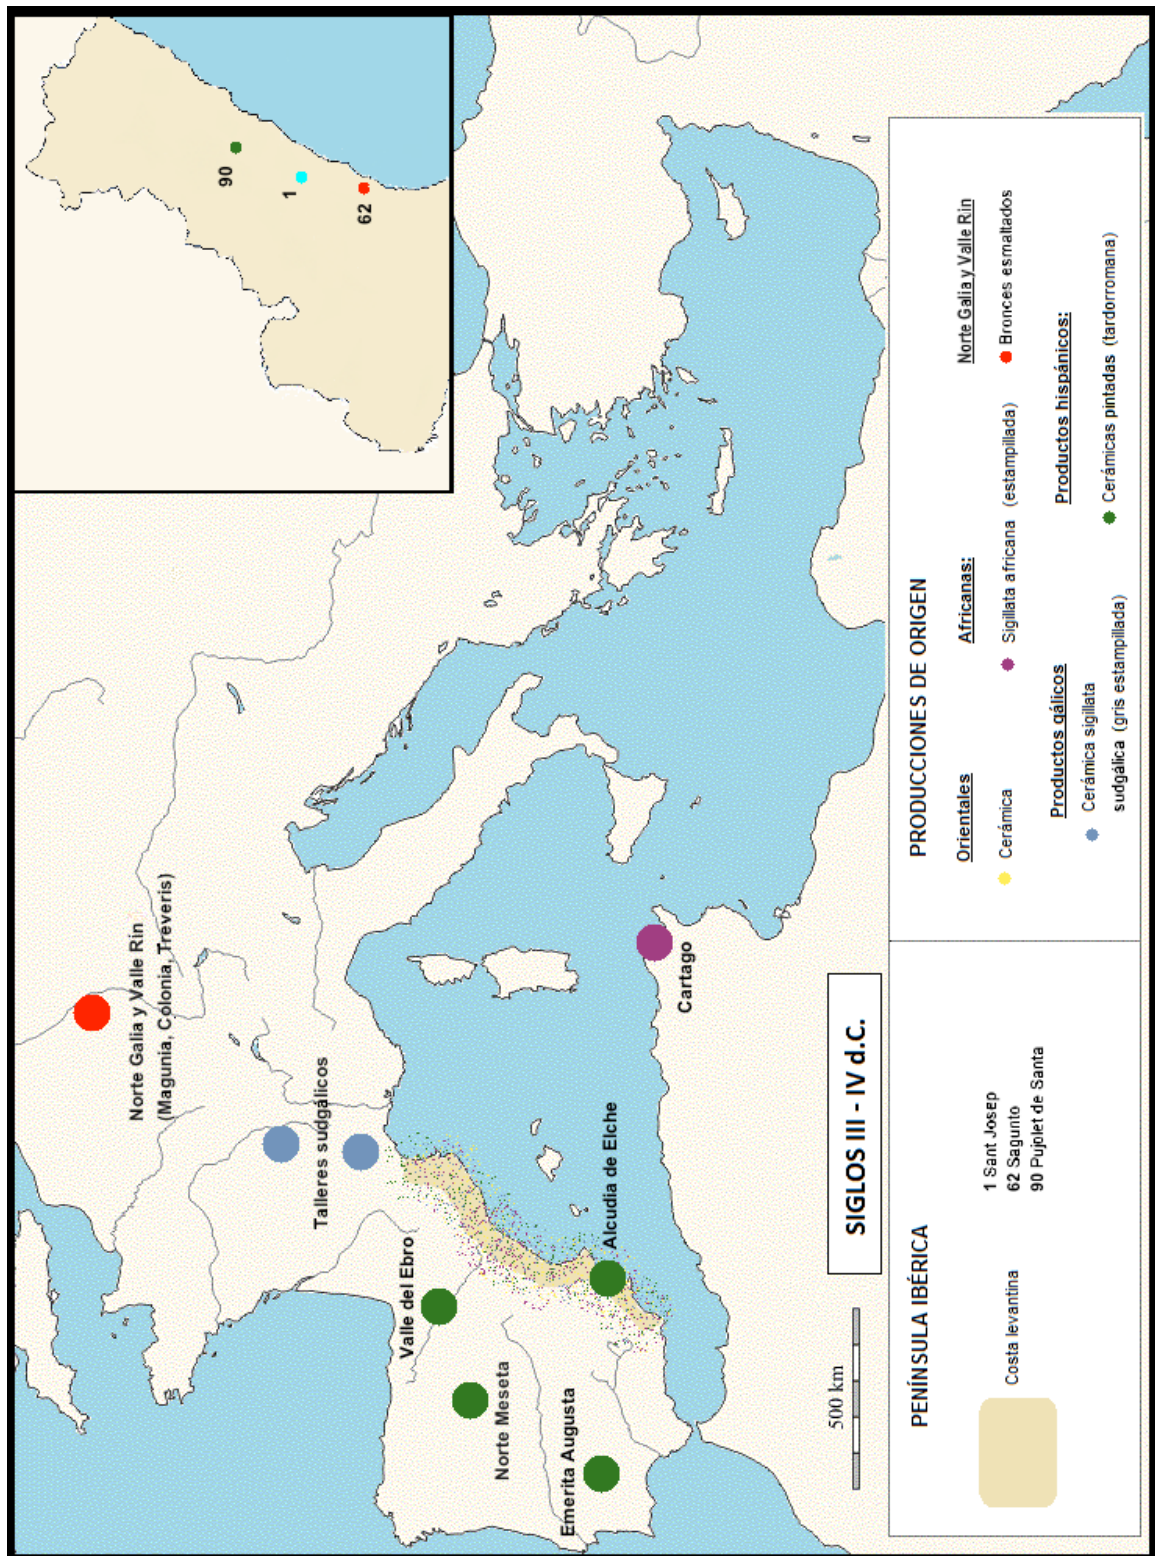 90
1
62
Norte Galia y Valle Rin
(Magunia, Colonia, Treveris)
Talleres sudgálicos
Valle del Ebro
Norte Meseta
Emerita Augusta
Alcudia de Elche
Cartago
500 km
SIGLOS III - IV d.C.
PENÍNSULA IBÉRICA
Costa levantina
1 Sant Josep
62 Sagunto
90 Pujolet de Santa
PRODUCCIONES DE ORIGEN
Orientales
Cerámica
Africanas:
Sigillata africana (estampillada)
Norte Galia y Valle Rin
Bronces esmaltados
Productos gálicos
Cerámica sigillata
sudgálica (gris estampillada)
Productos hispánicos:
Cerámicas pintadas (tardorromana)